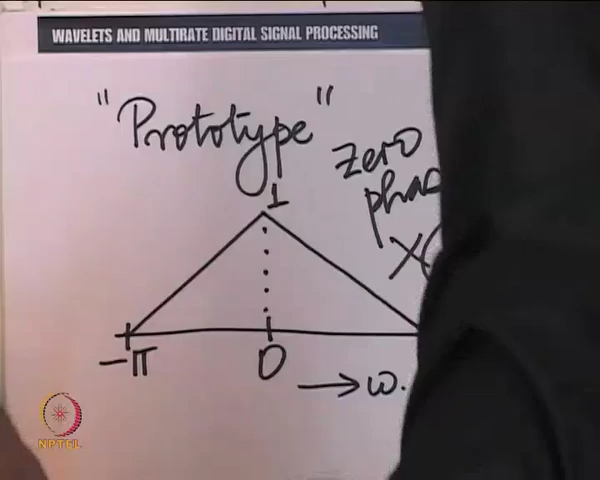 WAVELETS AND MULTIRATE DIGITAL SIGNAL PROCESSING
"Prototype"
zero
X(
1
-π 0
→ ω.
NPTEL